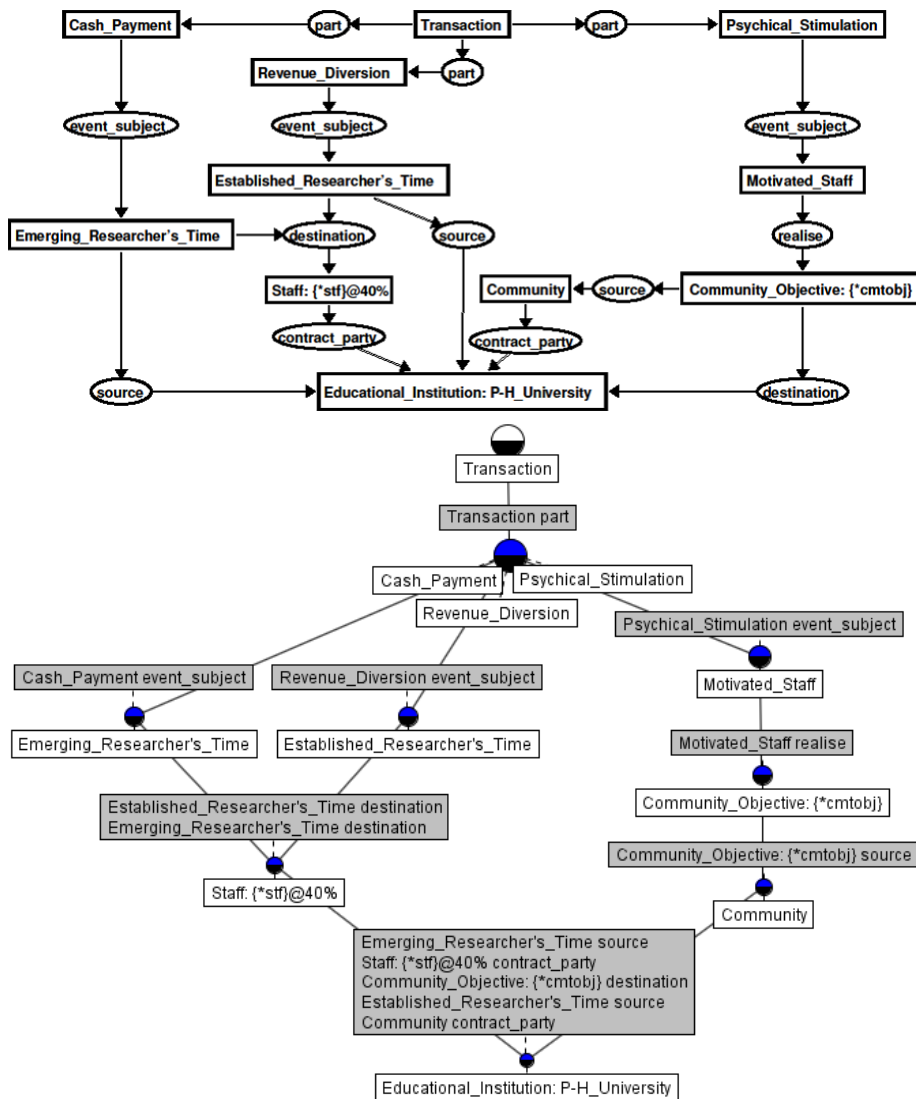 Cash_Payment
part
Transaction
part
Psychical_Stimulation
Revenue_Diversion
part
event_subject
event_subject
event_subject
Established_Researcher's_Time
Motivated_Staff
Emerging_Researcher's_Time
destination
source
realise
Staff: {*stf}@40%
Community
source
Community_Objective: {*cmtobj}
contract_party
contract_party
source
Educational_Institution: P-H_University
destination
Transaction
Transaction part
Cash_Payment
Psychical_Stimulation
Revenue_Diversion
Psychical_Stimulation event_subject
Cash_Payment event_subject
Revenue_Diversion event_subject
Motivated_Staff
Emerging_Researcher's_Time
Established_Researcher's_Time
Motivated_Staff realise
Established_Researcher's_Time destination
Emerging_Researcher's_Time destination
Community_Objective: {*cmtobj}
Community_Objective: {*cmtobj} source
Staff: {*stf}@40%
Community
Emerging_Researcher's_Time source
Staff: {*stf}@40% contract_party
Community_Objective: {*cmtobj} destination
Established_Researcher's_Time source
Community contract_party
Educational_Institution: P-H_University